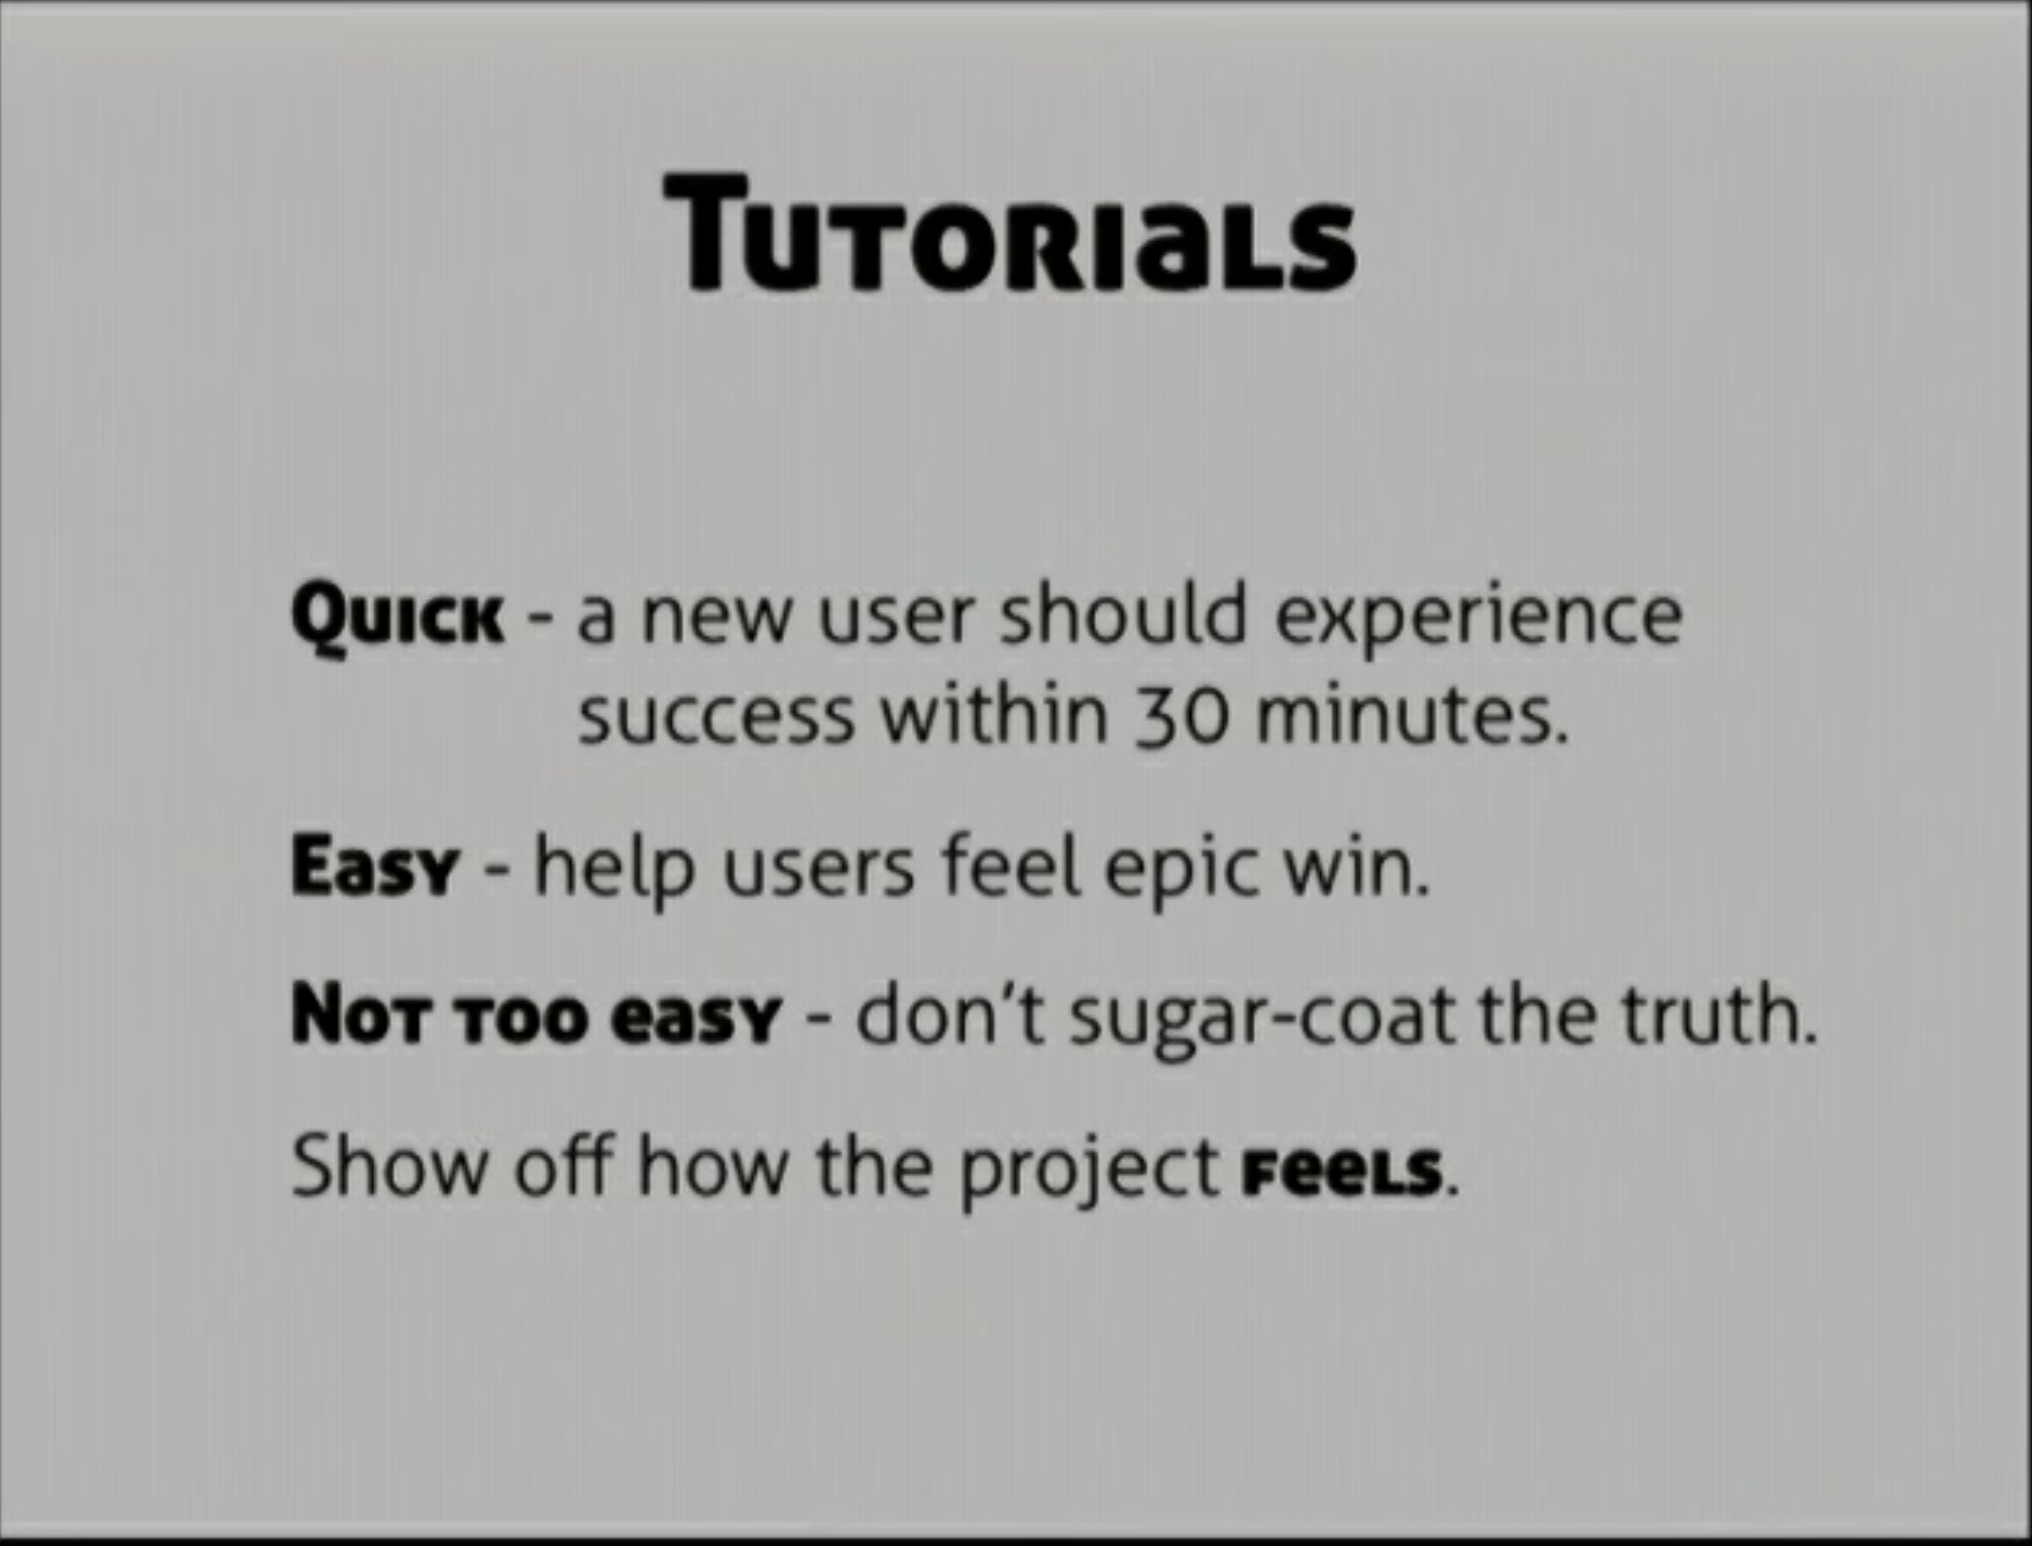 Tutorials
Quick - a new user should experience
success within 30 minutes.
Easy - help users feel epic win.
Not too easy - don't sugar-coat the truth.
Show off how the project feels.